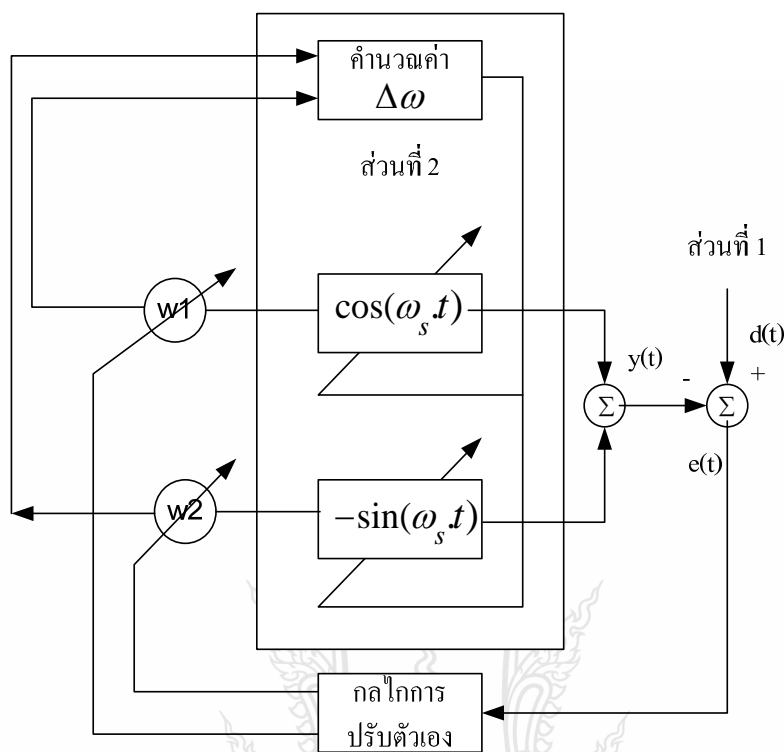 คำนวณค่า
Δω
ส่วนที่ 2
ส่วนที่ 1
w1
cos(ω_s.t)
y(t)
d(t)
-
+
Σ
Σ
e(t)
w2
−sin(ω_s.t)
กลไกการ
ปรับตัวเอง